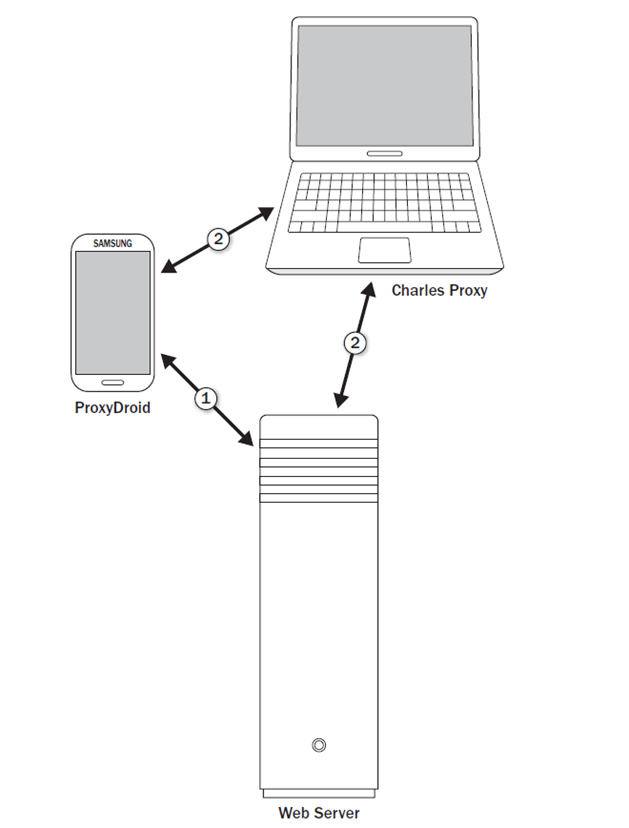 SAMSUNG
2
Charles Proxy
2
ProxyDroid
1
Web Server